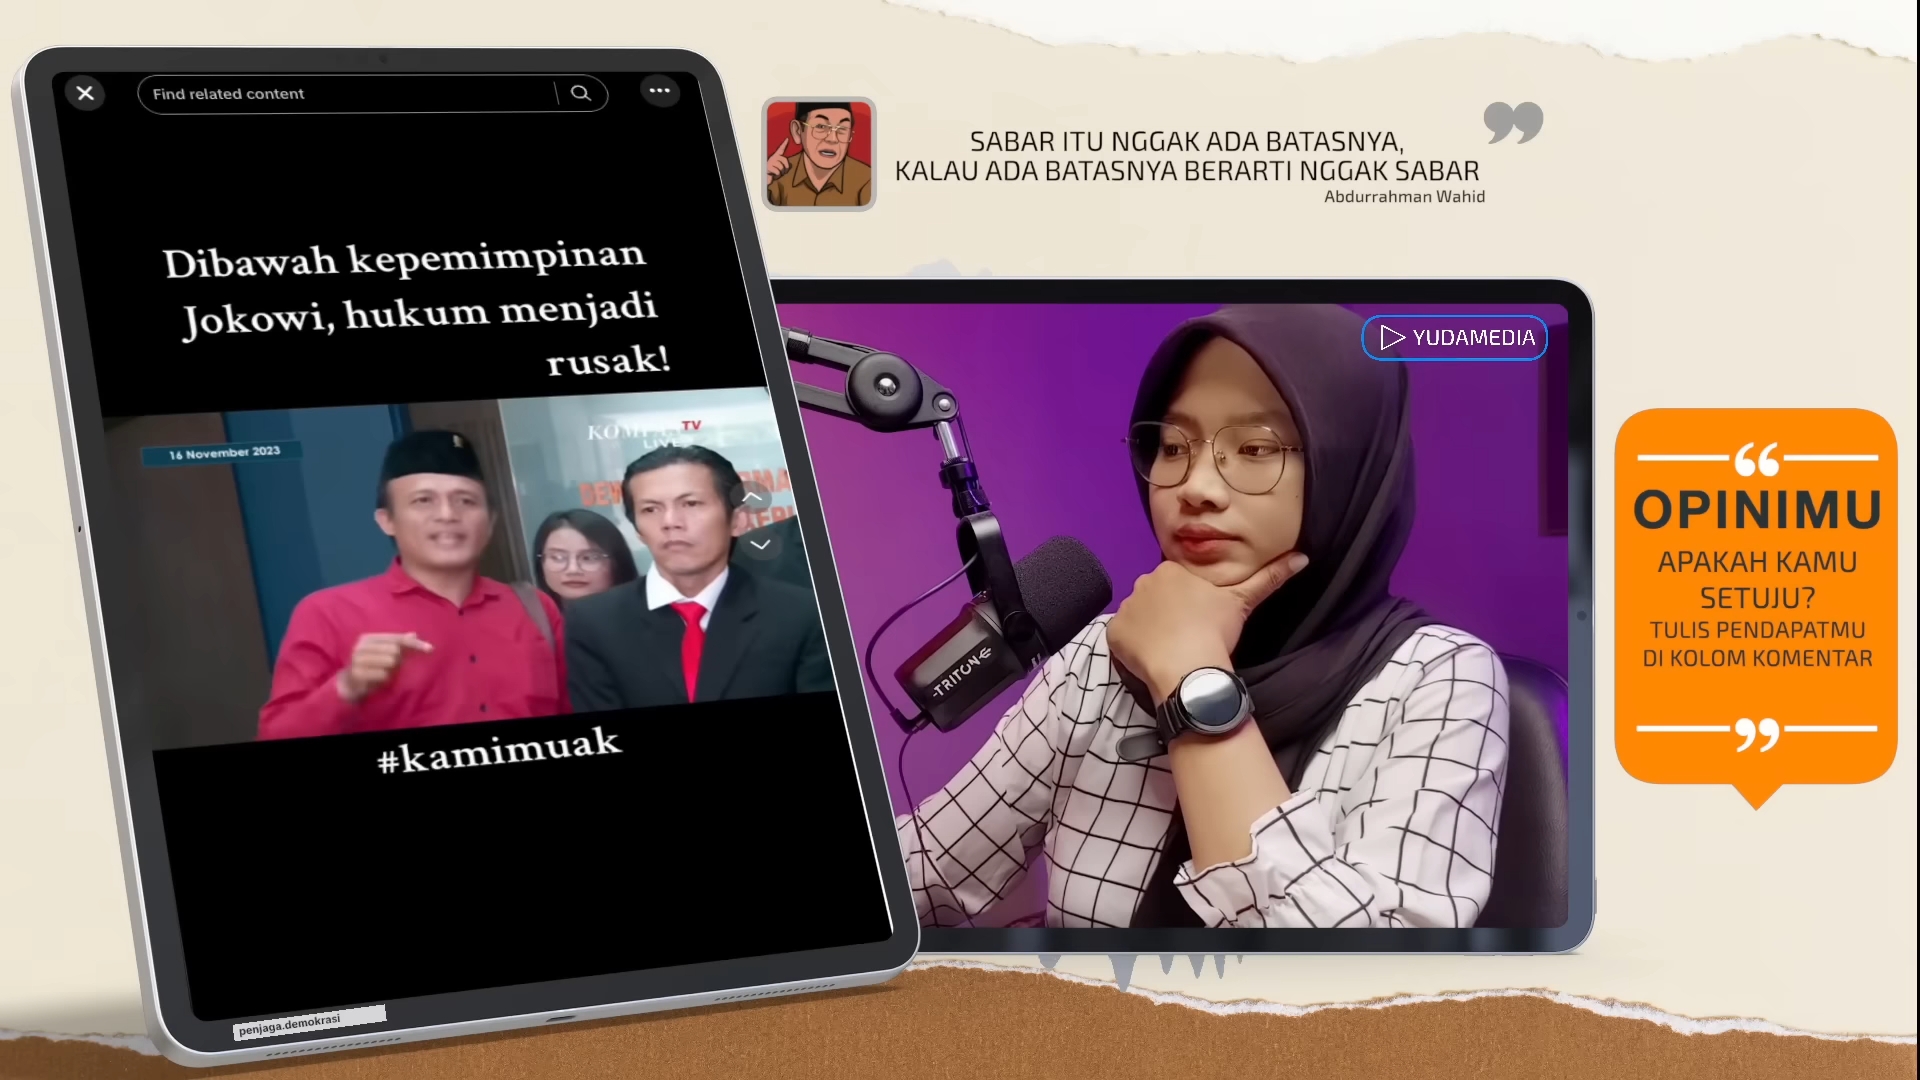 Find related content
Dibawah kepemimpinan
Jokowi, hukum menjadi
rusak!
16 November 2023
KOMPAS TV
LIVE
#kamimuak
penjaga.demokrasi
SABAR ITU NGGAK ADA BATASNYA,
KALAU ADA BATASNYA BERARTI NGGAK SABAR
Abdurrahman Wahid
YUDAMEDIA
TRITON
OPINIMU
APAKAH KAMU
SETUJU?
TULIS PENDAPATMU
DI KOLOM KOMENTAR